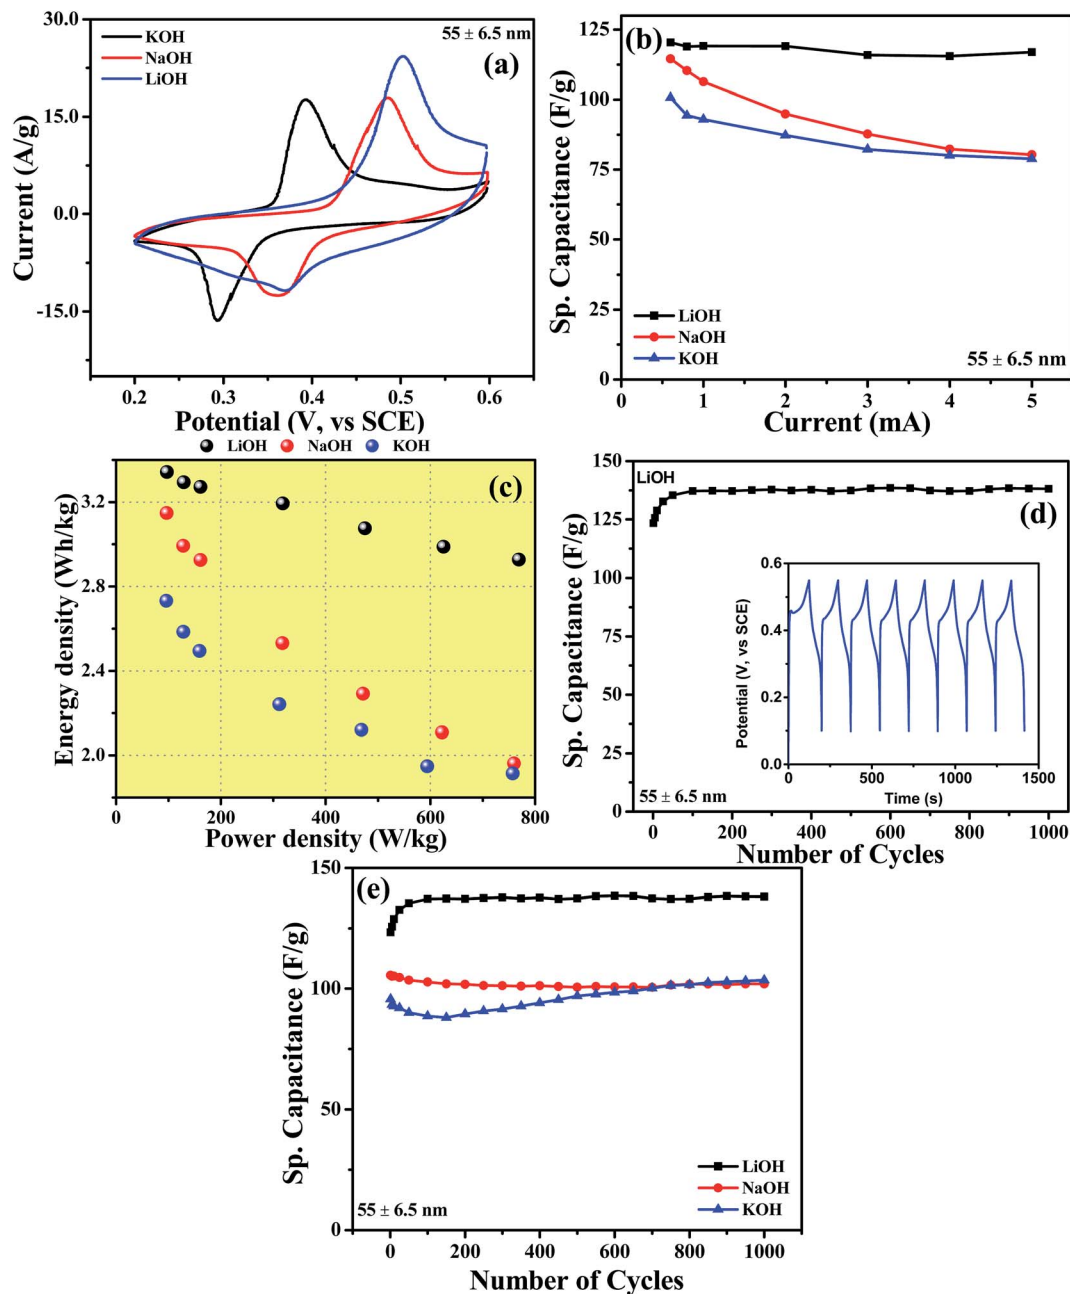 30.0
15.0
0.0
-15.0
Current (A/g)
KOH
NaOH
LiOH
55 ± 6.5 nm
(a)
0.2 0.3 0.4 0.5 0.6
Potential (V, vs SCE)
125
100
75
50
25
0
Sp. Capacitance (F/g)
(b)
LiOH
NaOH
KOH
55 ± 6.5 nm
1 2 3 4 5
Current (mA)
LiOH NaOH KOH
3.2
2.8
2.4
2.0
Energy density (Wh/kg)
(c)
0 200 400 600 800
Power density (W/kg)
150
125
100
75
50
25
0
Sp. Capacitance (F/g)
LiOH
(d)
0.6
0.4
0.2
0.0
Potential (V, vs SCE)
0 500 1000 1500
Time (s)
55 ± 6.5 nm
0 200 400 600 800 1000
Number of Cycles
150
100
50
0
Sp. Capacitance (F/g)
(e)
LiOH
NaOH
KOH
55 ± 6.5 nm
0 200 400 600 800 1000
Number of Cycles